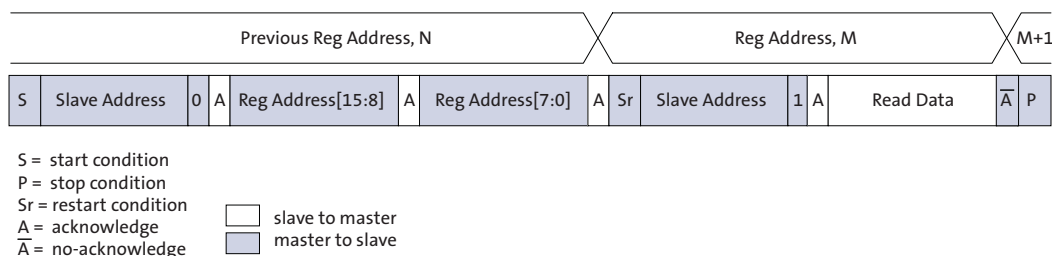 Previous Reg Address, N Reg Address, M M+1
S Slave Address 0 A Reg Address[15:8] A Reg Address[7:0] A Sr Slave Address 1 A Read Data A̅ P
S = start condition
P = stop condition
Sr = restart condition
A = acknowledge
A̅ = no-acknowledge
slave to master
master to slave